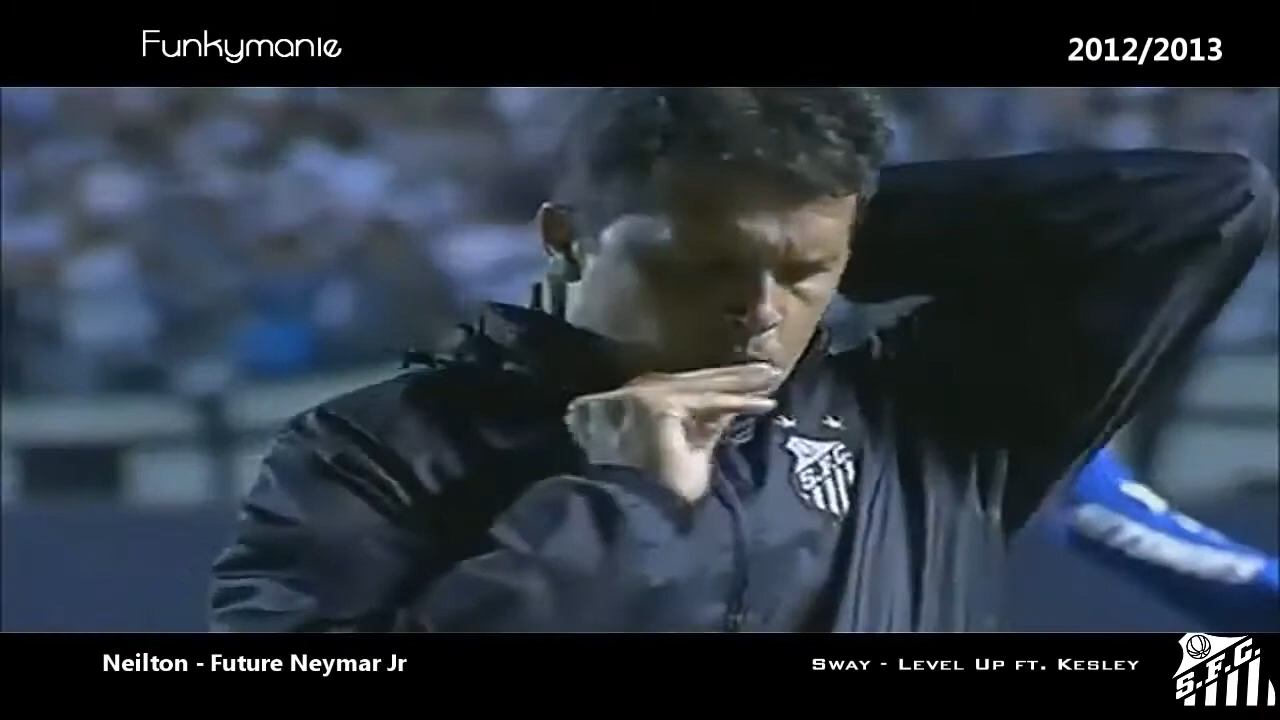 Funkymanie
2012/2013
S.F.C.
Neilton - Future Neymar Jr
Sway - Level Up ft. Kesley
S.F.C.